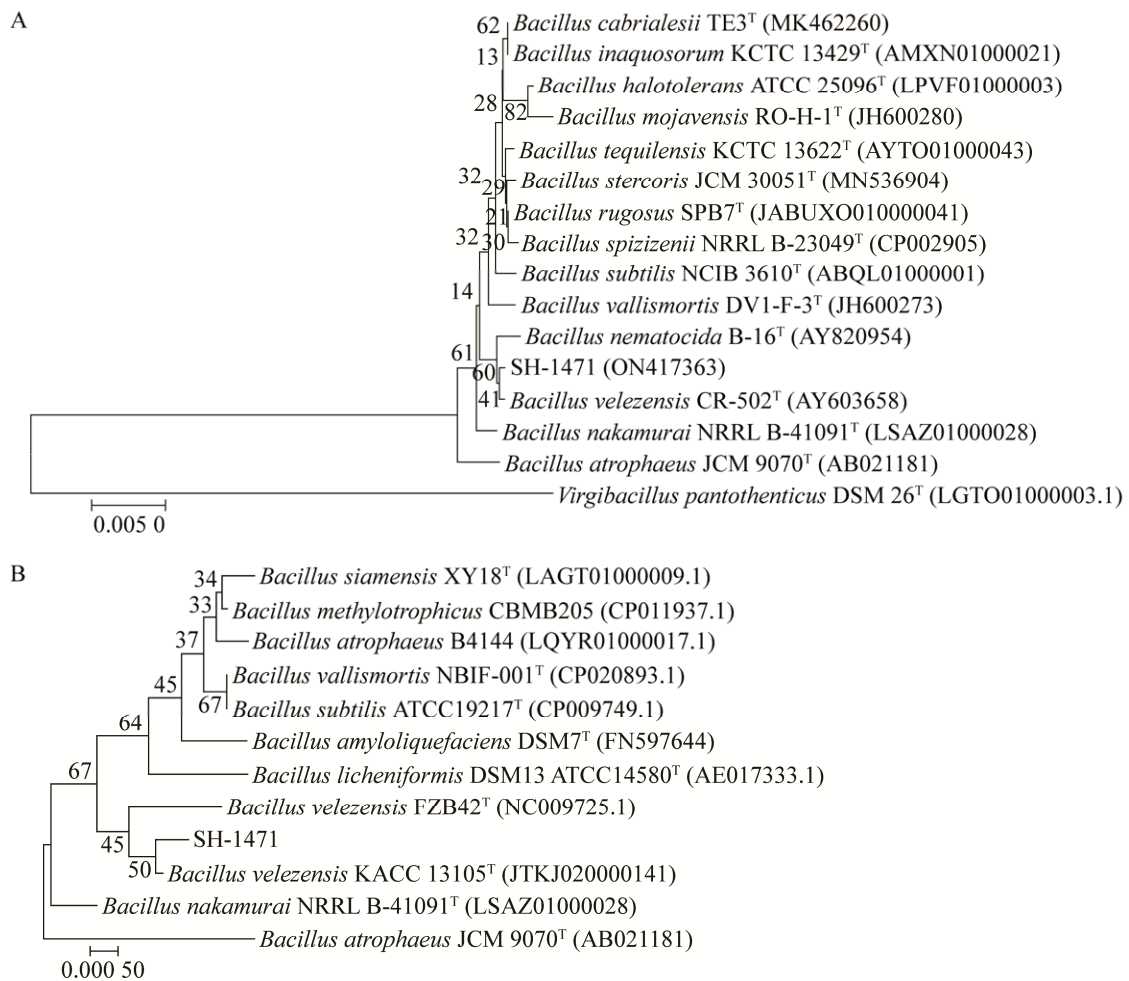 A
62 Bacillus cabrialesii TE3ᵀ (MK462260)
13 Bacillus inaquosorum KCTC 13429ᵀ (AMXN01000021)
Bacillus halotolerans ATCC 25096ᵀ (LPVF01000003)
28 82 Bacillus mojavensis RO-H-1ᵀ (JH600280)
Bacillus tequilensis KCTC 13622ᵀ (AYTO01000043)
32 29 Bacillus stercoris JCM 30051ᵀ (MN536904)
21 Bacillus rugosus SPB7ᵀ (JABUXO010000041)
32 30 Bacillus spizizenii NRRL B-23049ᵀ (CP002905)
Bacillus subtilis NCIB 3610ᵀ (ABQL01000001)
14 Bacillus vallismortis DV1-F-3ᵀ (JH600273)
Bacillus nematocida B-16ᵀ (AY820954)
61 60 SH-1471 (ON417363)
41 Bacillus velezensis CR-502ᵀ (AY603658)
Bacillus nakamurai NRRL B-41091ᵀ (LSAZ01000028)
Bacillus atrophaeus JCM 9070ᵀ (AB021181)
Virgibacillus pantothenticus DSM 26ᵀ (LGTO01000003.1)
0.005 0
B
34 Bacillus siamensis XY18ᵀ (LAGT01000009.1)
33 Bacillus methylotrophicus CBMB205 (CP011937.1)
37 Bacillus atrophaeus B4144 (LQYR01000017.1)
45 Bacillus vallismortis NBIF-001ᵀ (CP020893.1)
67 Bacillus subtilis ATCC19217ᵀ (CP009749.1)
64 Bacillus amyloliquefaciens DSM7ᵀ (FN597644)
67 Bacillus licheniformis DSM13 ATCC14580ᵀ (AE017333.1)
Bacillus velezensis FZB42ᵀ (NC009725.1)
45 SH-1471
50 Bacillus velezensis KACC 13105ᵀ (JTKJ020000141)
Bacillus nakamurai NRRL B-41091ᵀ (LSAZ01000028)
Bacillus atrophaeus JCM 9070ᵀ (AB021181)
0.000 50